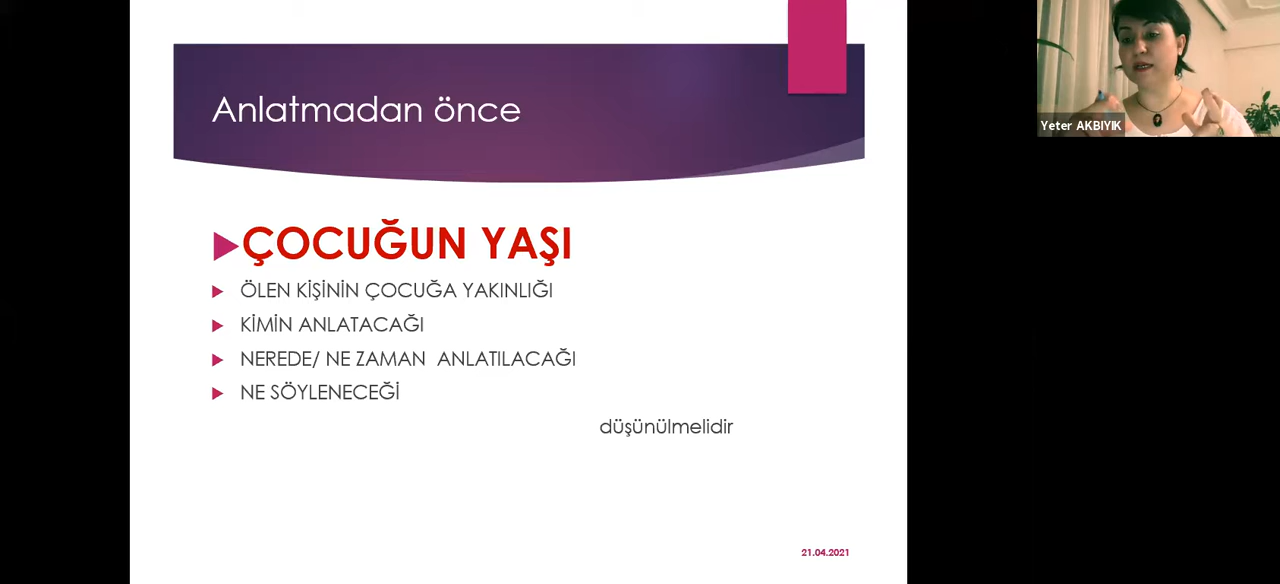 Anlatmadan önce
ÇOCUĞUN YAŞI
ÖLEN KİŞİNİN ÇOCUĞA YAKINLIĞI
KİMİN ANLATACAĞI
NEREDE/ NE ZAMAN ANLATILACAĞI
NE SÖYLENECEĞİ
düşünülmelidir
21.04.2021
Yeter AKBIYIK